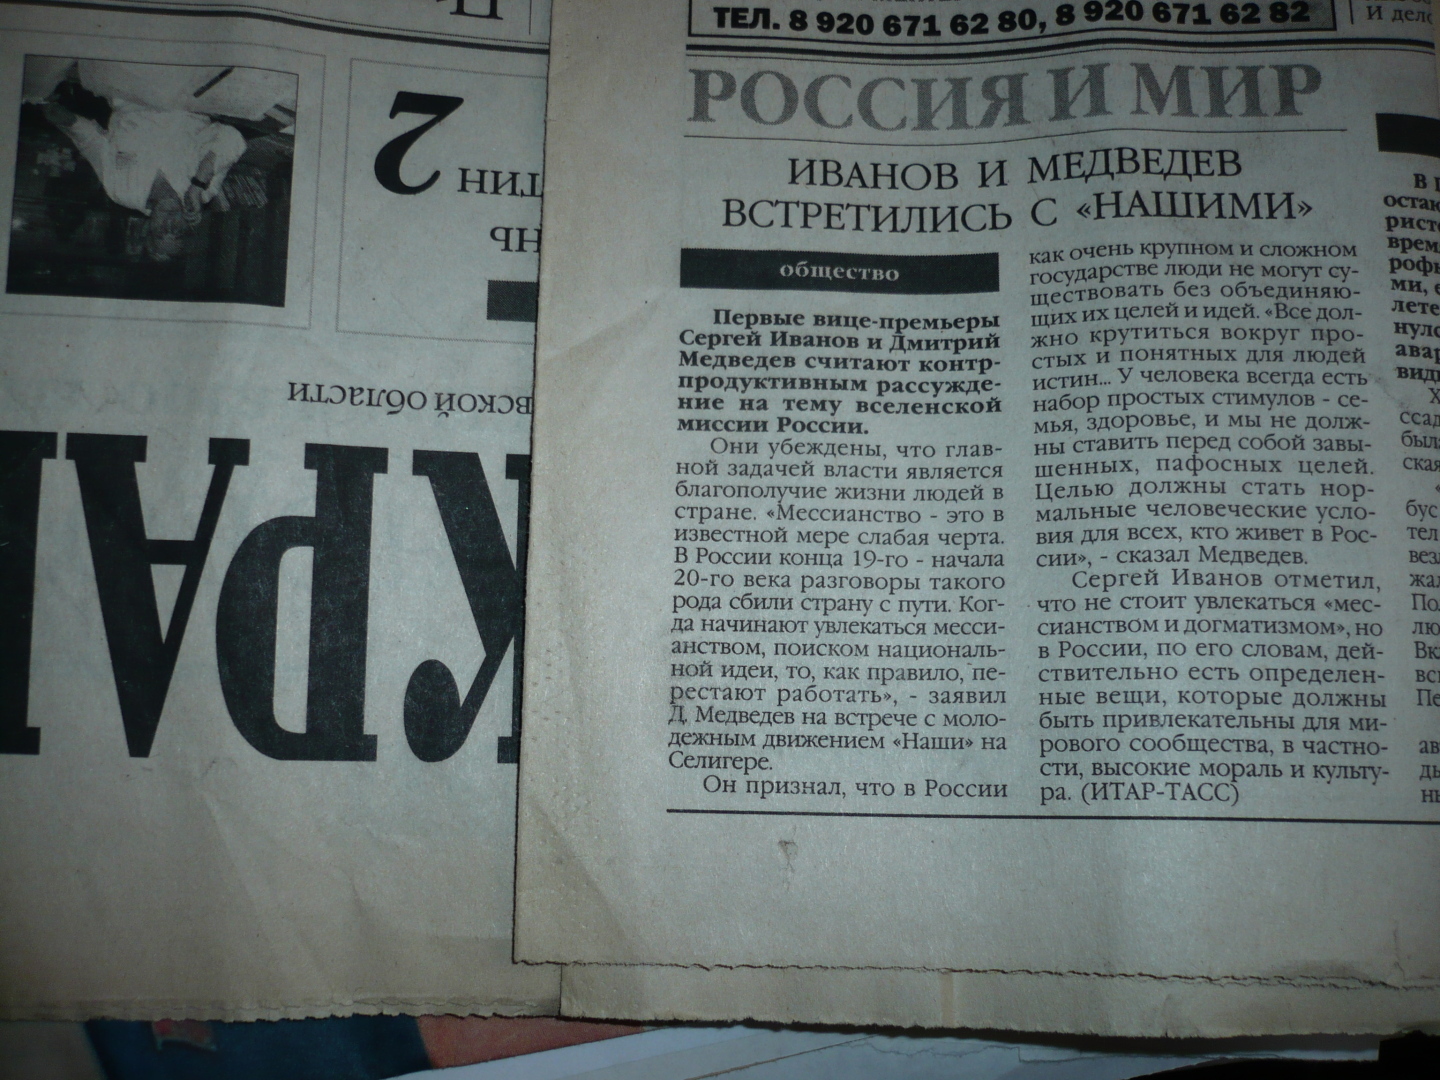 ТЕЛ. 8 920 671 62 80, 8 920 671 62 82
И дел
РОССИЯ И МИР
ИВАНОВ И МЕДВЕДЕВ
ВСТРЕТИЛИСЬ С «НАШИМИ»
общество
Первые вице-премьеры
Сергей Иванов и Дмитрий
Медведев считают контр-
продуктивным рассужде-
ние на тему вселенской
миссии России.
Они убеждены, что глав-
ной задачей власти является
благополучие жизни людей в
стране. «Мессианство - это в
известной мере слабая черта.
В России конца 19-го - начала
20-го века разговоры такого
рода сбили страну с пути. Ког-
да начинают увлекаться месси-
анством, поиском националь-
ной идеи, то, как правило, пе-
рестают работать», - заявил
Д. Медведев на встрече с моло-
дежным движением «Наши» на
Селигере.
Он признал, что в России
как очень крупном и сложном
государстве люди не могут су-
ществовать без объединяю-
щих их целей и идей. «Все дол-
жно крутиться вокруг про-
стых и понятных для людей
истин... У человека всегда есть
набор простых стимулов - се-
мья, здоровье, и мы не долж-
ны ставить перед собой завы-
шенных, пафосных целей.
Целью должны стать нор-
мальные человеческие усло-
вия для всех, кто живет в Рос-
сии», - сказал Медведев.
Сергей Иванов отметил,
что не стоит увлекаться «мес-
сианством и догматизмом», но
в России, по его словам, дей-
ствительно есть определен-
ные вещи, которые должны
быть привлекательны для ми-
рового сообщества, в частно-
сти, высокие мораль и культу-
ра. (ИТАР-ТАСС)
КРА
вской области
НЬ
ТИН 2